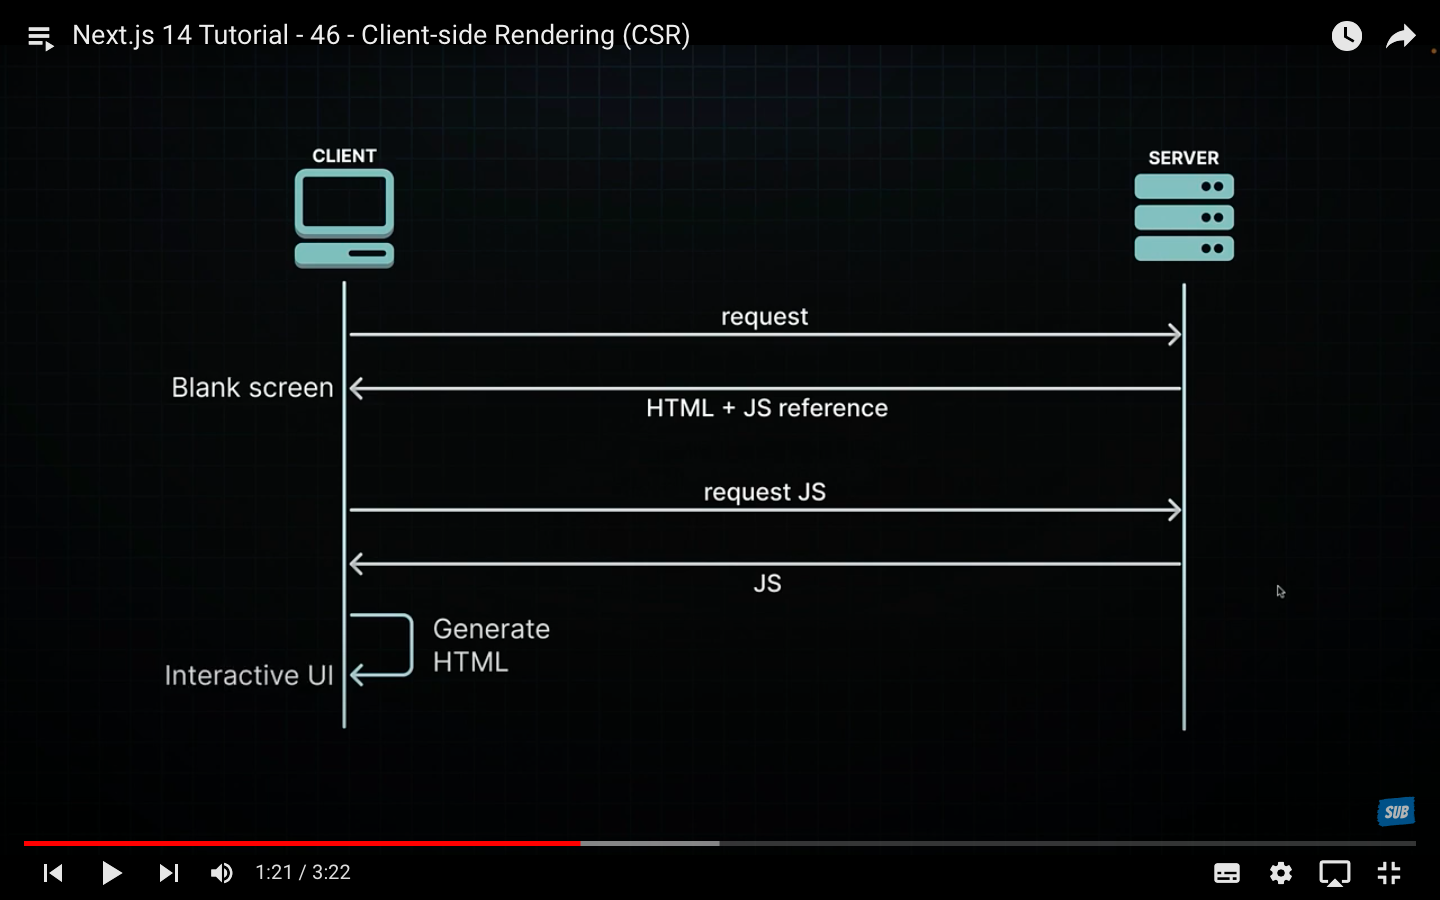 Next.js 14 Tutorial - 46 - Client-side Rendering (CSR)
CLIENT
SERVER
request
Blank screen
HTML + JS reference
request JS
JS
Generate
HTML
Interactive UI
SUB
1:21 / 3:22